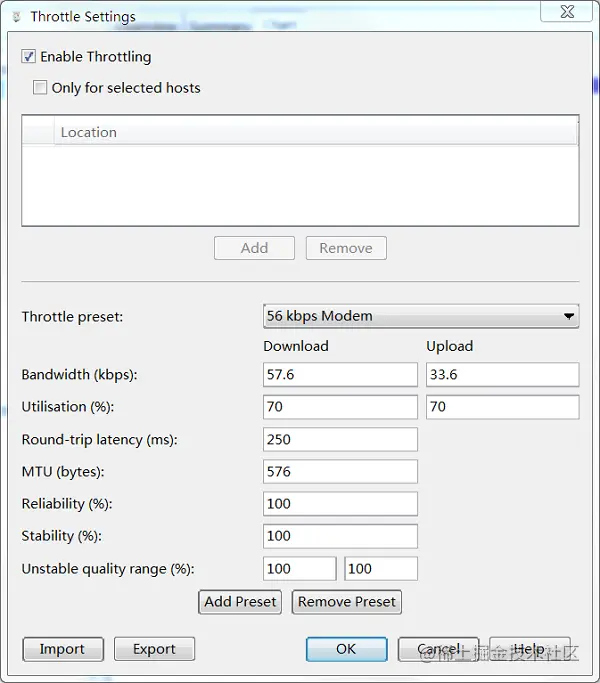 Throttle Settings
Enable Throttling
Only for selected hosts
Location
Add Remove
Throttle preset: 56 kbps Modem
Download Upload
Bandwidth (kbps): 57.6 33.6
Utilisation (%): 70 70
Round-trip latency (ms): 250
MTU (bytes): 576
Reliability (%): 100
Stability (%): 100
Unstable quality range (%): 100 100
Add Preset Remove Preset
Import Export OK Cancel Help
@稀土掘金技术社区